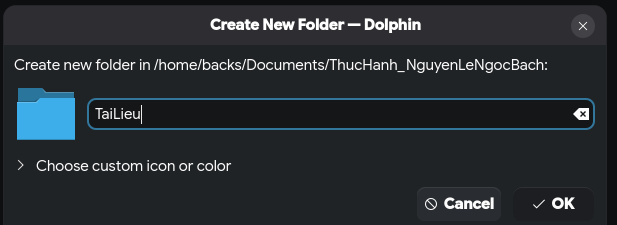 Create New Folder — Dolphin
Create new folder in /home/backs/Documents/ThucHanh_NguyenLeNgocBach:
TaiLieu
Choose custom icon or color
Cancel
OK